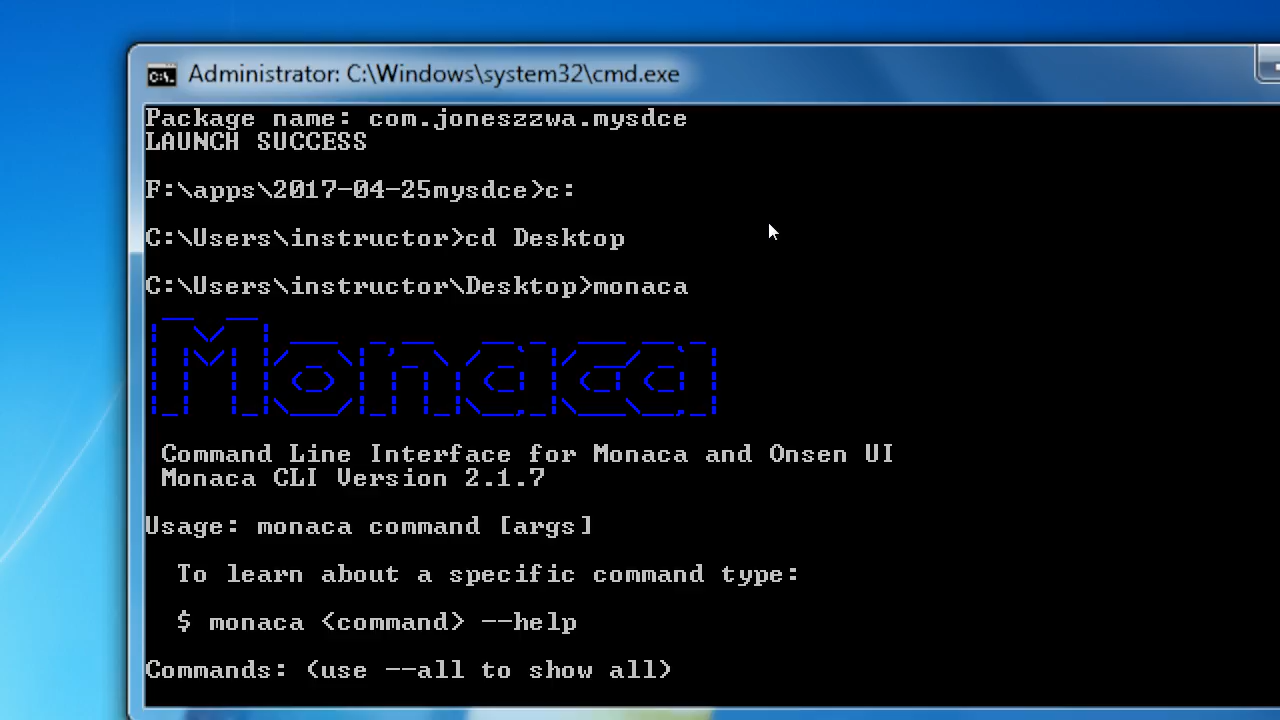 Administrator: C:\Windows\system32\cmd.exe
Package name: com.joneszzwa.mysdce
LAUNCH SUCCESS
F:\apps\2017-04-25mysdce>c:
C:\Users\instructor>cd Desktop
C:\Users\instructor\Desktop>monaca
Monaca
Command Line Interface for Monaca and Onsen UI
Monaca CLI Version 2.1.7
Usage: monaca command [args]
To learn about a specific command type:
$ monaca <command> --help
Commands: (use --all to show all)